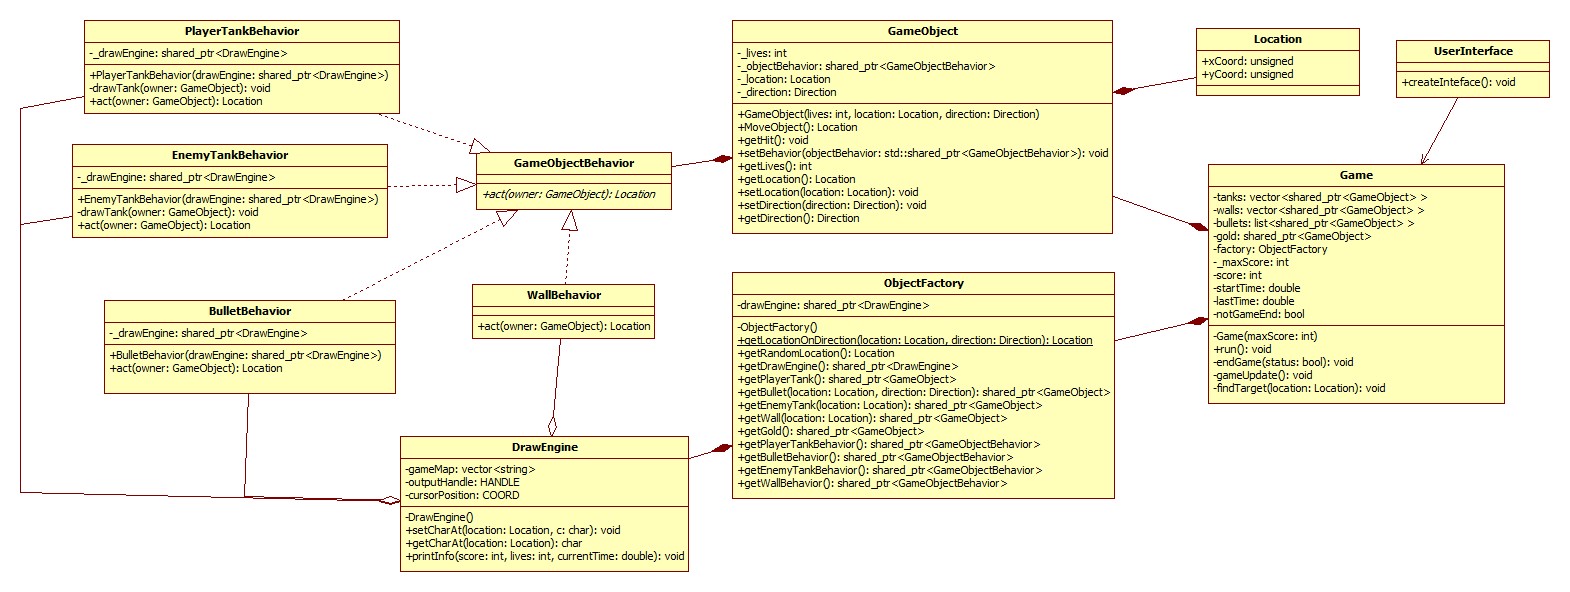 PlayerTankBehavior
-_drawEngine: shared_ptr<DrawEngine>
+PlayerTankBehavior(drawEngine: shared_ptr<DrawEngine>)
-drawTank(owner: GameObject): void
+act(owner: GameObject): Location
EnemyTankBehavior
-_drawEngine: shared_ptr<DrawEngine>
+EnemyTankBehavior(drawEngine: shared_ptr<DrawEngine>)
-drawTank(owner: GameObject): void
+act(owner: GameObject): Location
GameObjectBehavior
+act(owner: GameObject): Location
BulletBehavior
-_drawEngine: shared_ptr<DrawEngine>
+BulletBehavior(drawEngine: shared_ptr<DrawEngine>)
+act(owner: GameObject): Location
WallBehavior
+act(owner: GameObject): Location
DrawEngine
-gameMap: vector<string>
-outputHandle: HANDLE
-cursorPosition: COORD
-DrawEngine()
+setCharAt(location: Location, c: char): void
+getCharAt(location: Location): char
+printInfo(score: int, lives: int, currentTime: double): void
GameObject
-_lives: int
-_objectBehavior: shared_ptr<GameObjectBehavior>
-_location: Location
-_direction: Direction
+GameObject(lives: int, location: Location, direction: Direction)
+MoveObject(): Location
+getHit(): void
+setBehavior(objectBehavior: std::shared_ptr<GameObjectBehavior>): void
+getLives(): int
+getLocation(): Location
+setLocation(location: Location): void
+setDirection(direction: Direction): void
+getDirection(): Direction
ObjectFactory
-drawEngine: shared_ptr<DrawEngine>
-ObjectFactory()
+getLocationOnDirection(location: Location, direction: Direction): Location
+getRandomLocation(): Location
+getDrawEngine(): shared_ptr<DrawEngine>
+getPlayerTank(): shared_ptr<GameObject>
+getBullet(location: Location, direction: Direction): shared_ptr<GameObject>
+getEnemyTank(location: Location): shared_ptr<GameObject>
+getWall(location: Location): shared_ptr<GameObject>
+getGold(): shared_ptr<GameObject>
+getPlayerTankBehavior(): shared_ptr<GameObjectBehavior>
+getBulletBehavior(): shared_ptr<GameObjectBehavior>
+getEnemyTankBehavior(): shared_ptr<GameObjectBehavior>
+getWallBehavior(): shared_ptr<GameObjectBehavior>
Location
+xCoord: unsigned
+yCoord: unsigned
UserInterface
+createInteface(): void
Game
-tanks: vector<shared_ptr<GameObject> >
-walls: vector<shared_ptr<GameObject> >
-bullets: list<shared_ptr<GameObject> >
-gold: shared_ptr<GameObject>
-factory: ObjectFactory
-_maxScore: int
-score: int
-startTime: double
-lastTime: double
-notGameEnd: bool
-Game(maxScore: int)
+run(): void
-endGame(status: bool): void
-gameUpdate(): void
-findTarget(location: Location): void